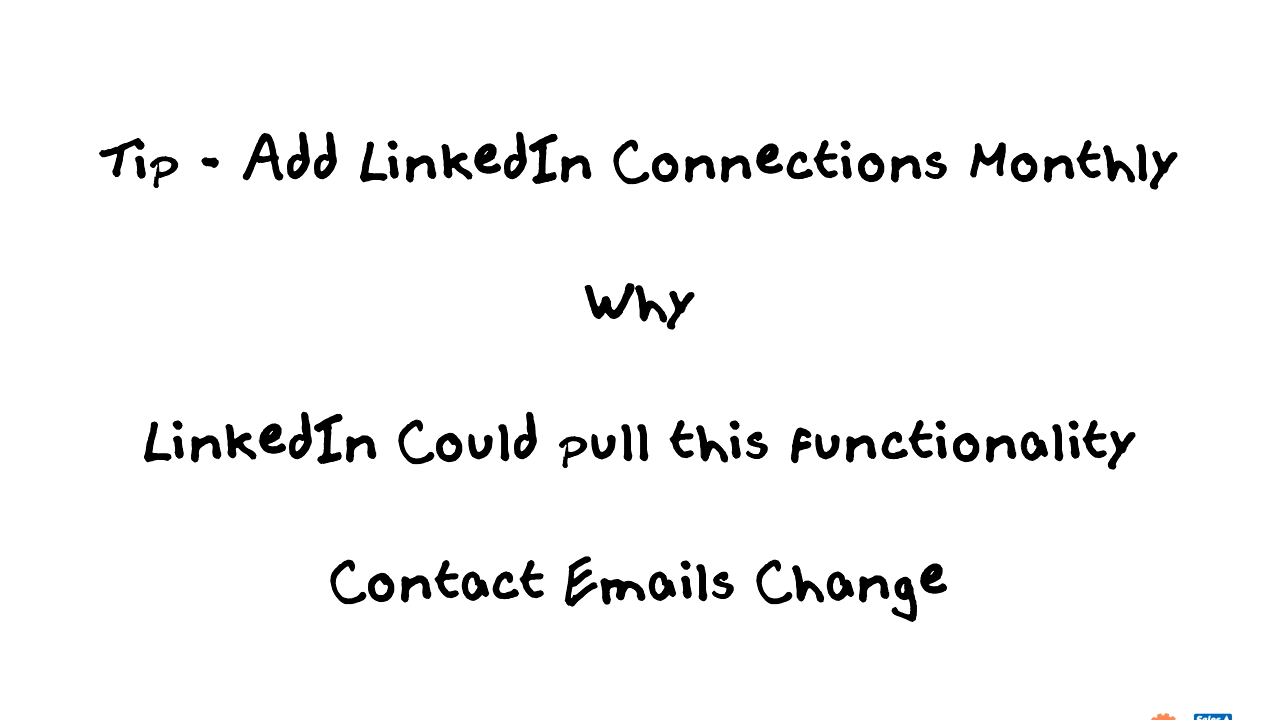 Tip - Add LinkedIn Connections Monthly
Why
LinkedIn Could pull this functionality
Contact Emails Change